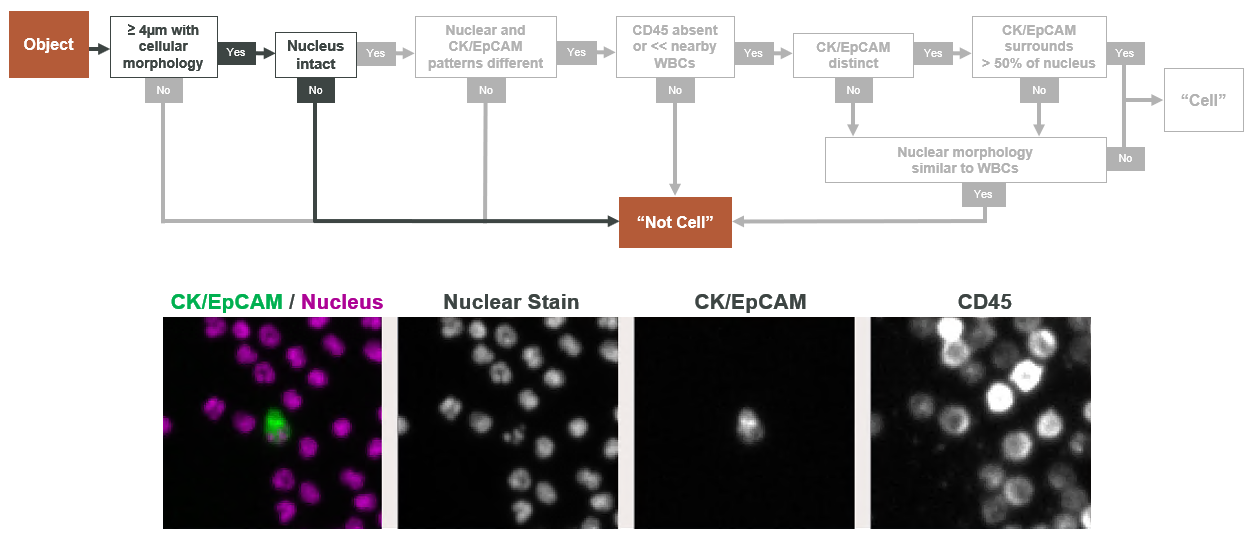 Object
≥ 4µm with
cellular
morphology
Yes
No
Nucleus
intact
Yes
No
Nuclear and
CK/EpCAM
patterns different
Yes
No
CD45 absent
or << nearby
WBCs
Yes
No
CK/EpCAM
distinct
Yes
No
CK/EpCAM
surrounds
> 50% of nucleus
Yes
No
“Cell”
Nuclear morphology
similar to WBCs
No
Yes
“Not Cell”
CK/EpCAM / Nucleus
Nuclear Stain
CK/EpCAM
CD45